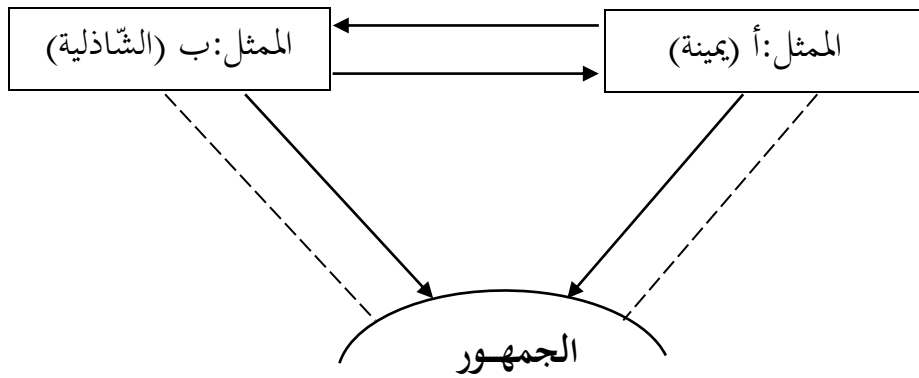 الممثل:أ (يمينة)
الممثل:ب (الشّاذلية)
الجمهـور